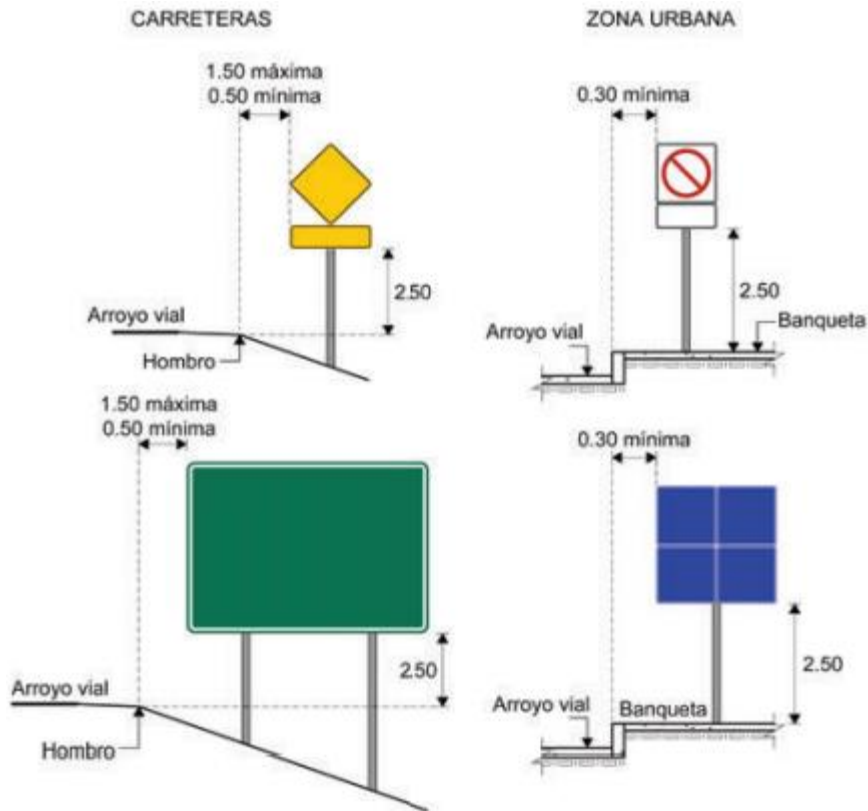 CARRETERAS
ZONA URBANA
1.50 máxima
0.50 mínima
0.30 mínima
2.50
Arroyo vial
Hombro
2.50
Banqueta
Arroyo vial
1.50 máxima
0.50 mínima
0.30 mínima
2.50
Arroyo vial
Hombro
2.50
Arroyo vial
Banqueta